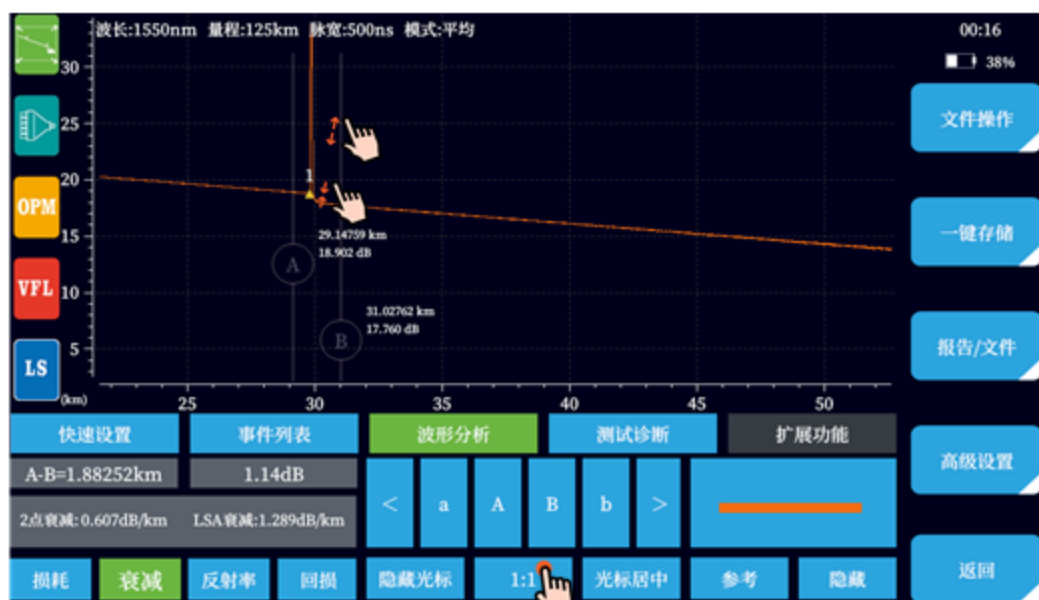 波长:1550nm 量程:125km 脉宽:500ns 模式:平均
00:16
38%
30
25
20
15
10
5
(km)
25
30
35
40
45
50
1
29.14759 km
18.902 dB
A
31.02762 km
17.760 dB
B
OPM
VFL
LS
文件操作
一键存储
报告/文件
高级设置
返回
快速设置
事件列表
波形分析
测试诊断
扩展功能
A-B=1.88252km
1.14dB
2点衰减:0.607dB/km
LSA衰减:1.289dB/km
<
a
A
B
b
>
损耗
衰减
反射率
回损
隐藏光标
1:1
光标居中
参考
隐藏